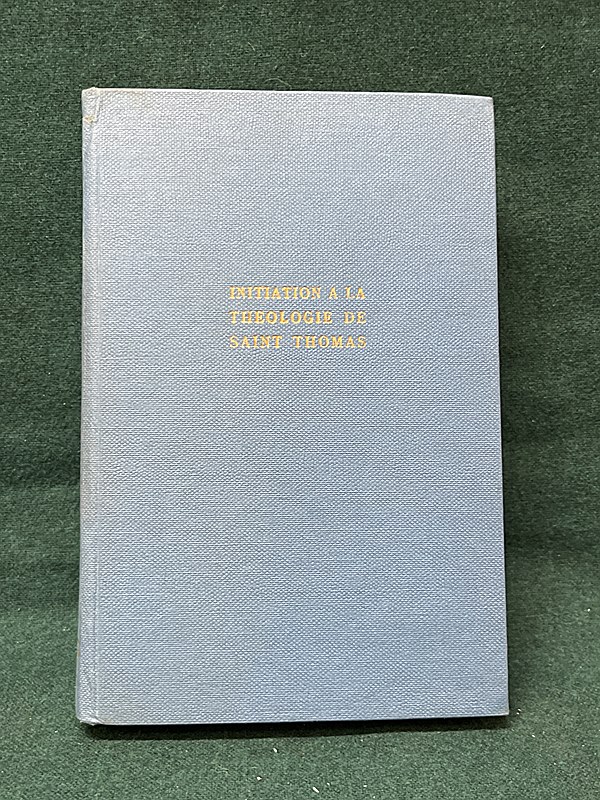 INITIATION A LA
THEOLOGIE DE
SAINT THOMAS